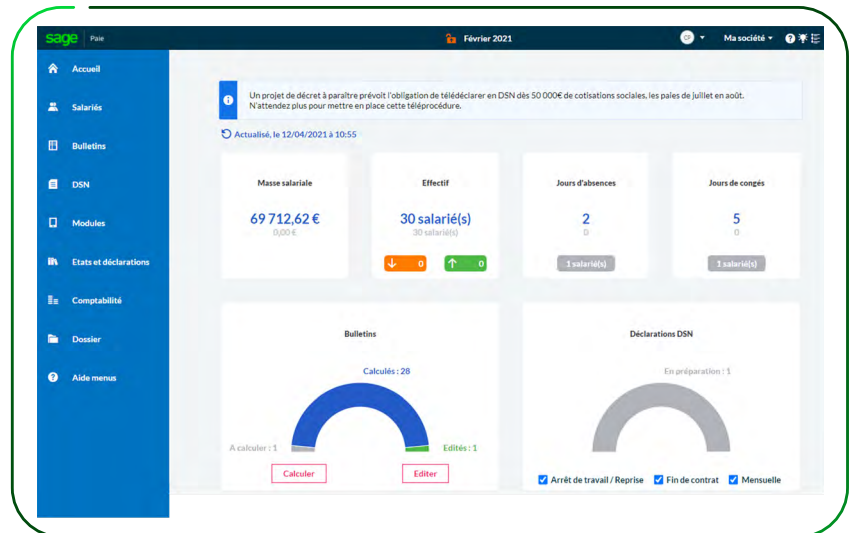 sage Paie Février 2021 CF Ma société
Accueil
Salariés
Bulletins
DSN
Modules
Etats et déclarations
Comptabilité
Dossier
Aide menus
Un projet de décret à paraître prévoit l'obligation de télédéclarer en DSN dès 50 000€ de cotisations sociales, les paies de juillet en août.
N'attendez plus pour mettre en place cette téléprocédure.
Actualisé, le 12/04/2021 à 10:55
Masse salariale
69 712,62 €
0,00 €
Effectif
30 salarié(s)
30 salarié(s)
0 0
Jours d'absences
2
0
1 salarié(s)
Jours de congés
5
0
1 salarié(s)
Bulletins
Calculés : 28
A calculer : 1 Edités : 1
Calculer Editer
Déclarations DSN
En préparation : 1
Arrêt de travail / Reprise Fin de contrat Mensuelle